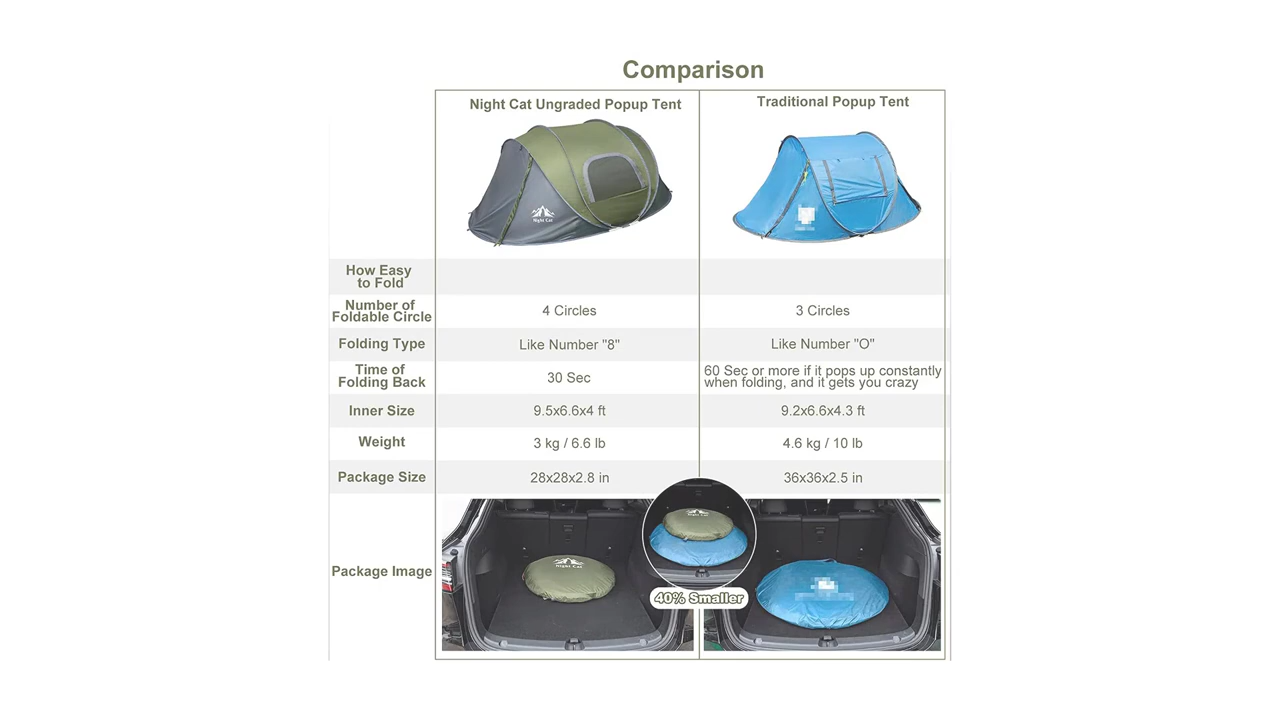 Comparison
Night Cat Ungraded Popup Tent
Traditional Popup Tent
Night Cat
How Easy
to Fold
Number of
Foldable Circle
4 Circles
3 Circles
Folding Type
Like Number "8"
Like Number "O"
Time of
Folding Back
30 Sec
60 Sec or more if it pops up constantly
when folding, and it gets you crazy
Inner Size
9.5x6.6x4 ft
9.2x6.6x4.3 ft
Weight
3 kg / 6.6 lb
4.6 kg / 10 lb
Package Size
28x28x2.8 in
36x36x2.5 in
Package Image
Night Cat
Night Cat
40% Smaller